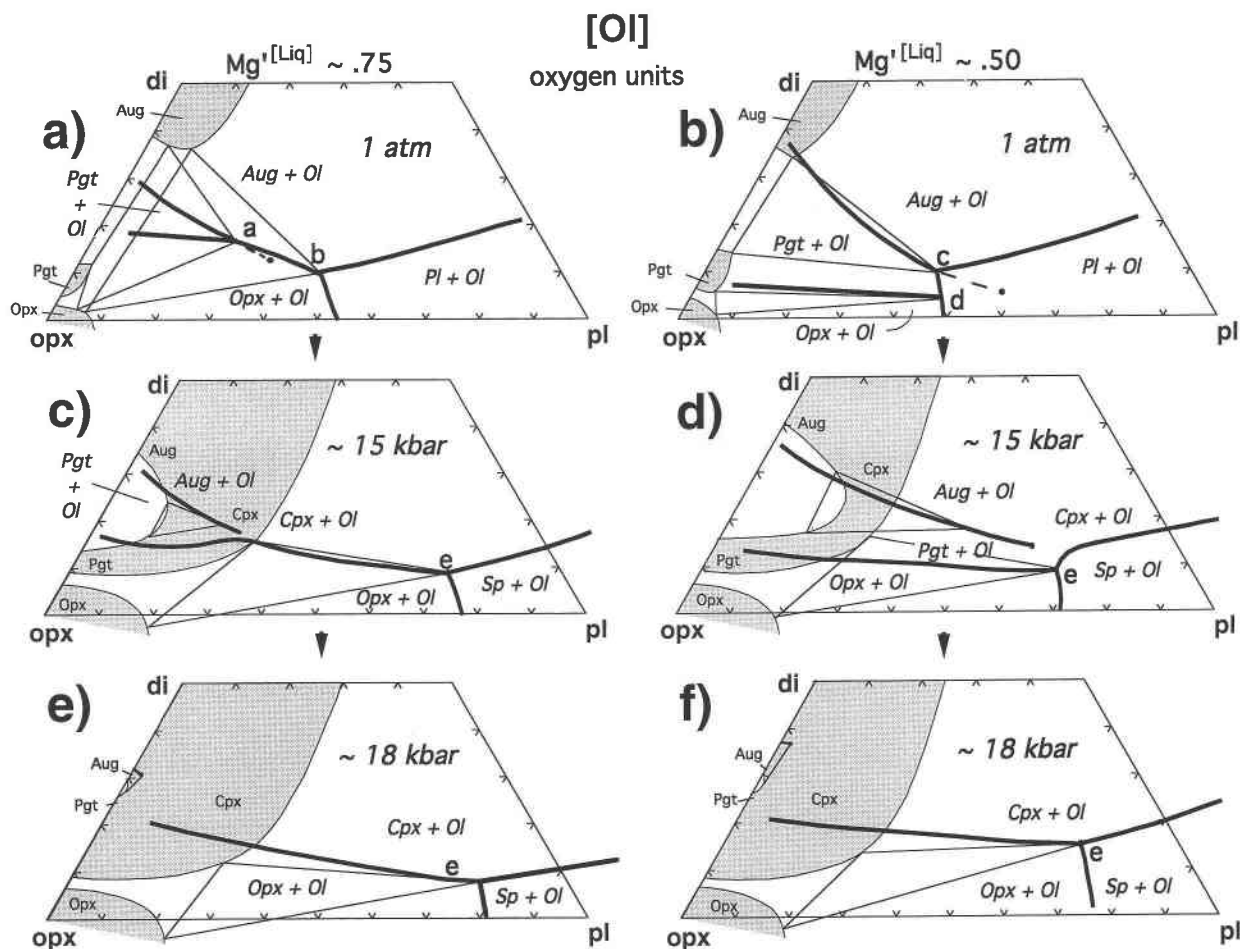 [Ol]
oxygen units
Mg'[Liq] ~ .75
Mg'[Liq] ~ .50
a)
di
Aug
1 atm
Pgt
+
Ol
Aug + Ol
a
b
Pgt
Opx
Opx + Ol
Pl + Ol
opx
pl
b)
di
Aug
1 atm
Aug + Ol
Pgt + Ol
c
Pl + Ol
Pgt
d
Opx
Opx + Ol
opx
pl
c)
di
Aug
~ 15 kbar
Pgt
+
Ol
Aug + Ol
Cpx
Cpx + Ol
Pgt
e
Sp + Ol
Opx
Opx + Ol
opx
pl
d)
di
Aug
~ 15 kbar
Cpx
Aug + Ol
Cpx + Ol
Pgt
Pgt + Ol
e
Sp + Ol
Opx + Ol
Opx
opx
pl
e)
di
~ 18 kbar
Aug
Pgt
Cpx
Cpx + Ol
e
Opx + Ol
Sp + Ol
Opx
opx
pl
f)
di
~ 18 kbar
Aug
Pgt
Cpx
Cpx + Ol
e
Opx + Ol
Sp + Ol
Opx
opx
pl